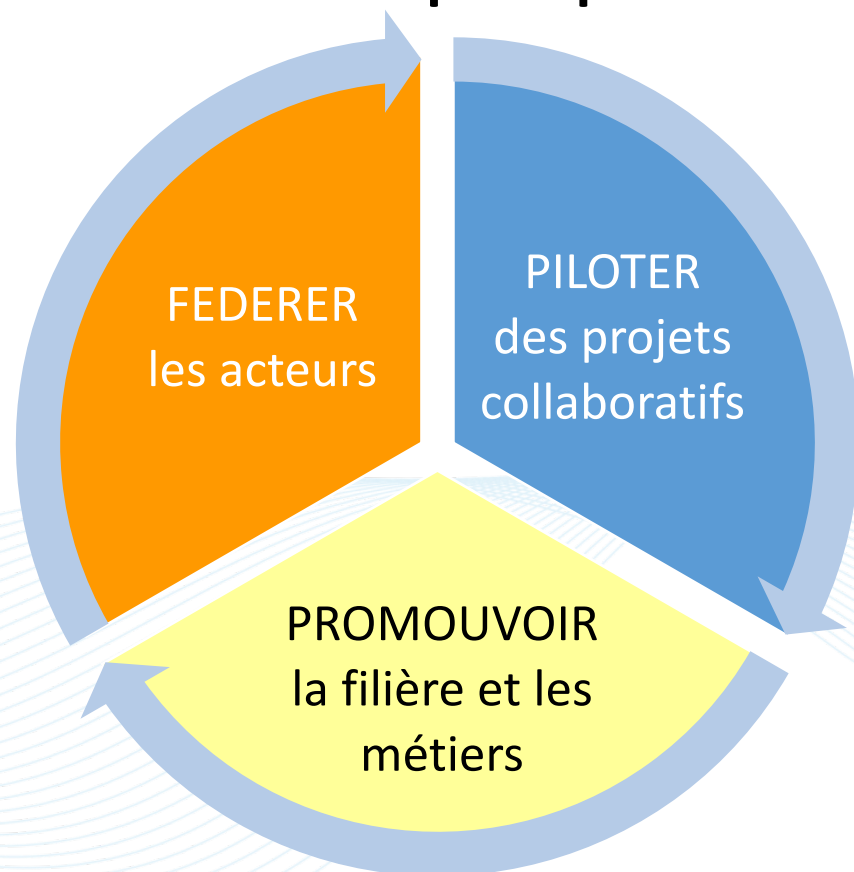 FEDERER
les acteurs
PILOTER
des projets
collaboratifs
PROMOUVOIR
la filière et les
métiers